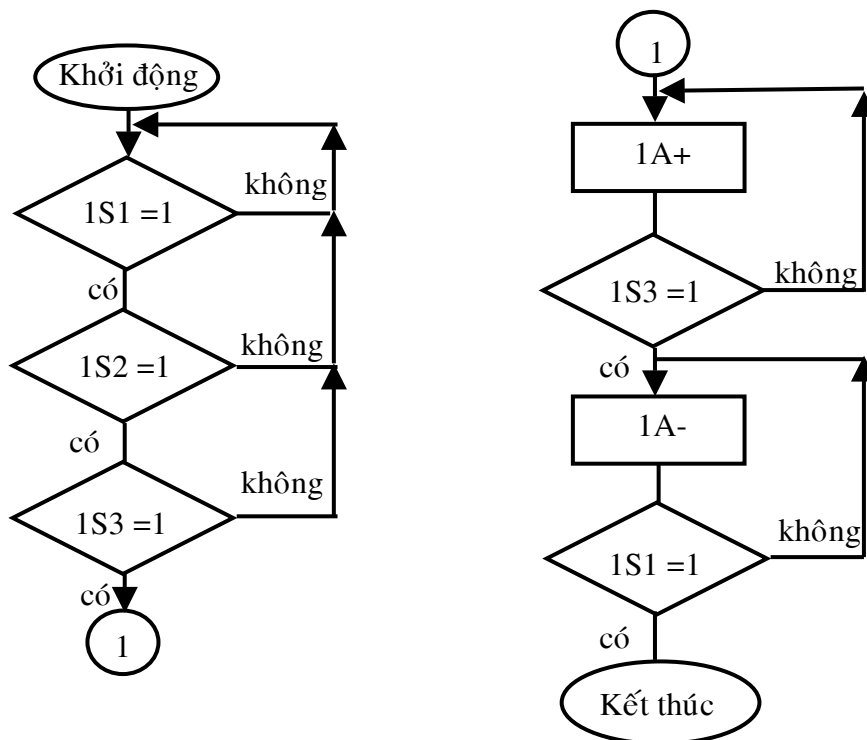 Khởi động
không
1S1 =1
có
không
1S2 =1
có
không
1S3 =1
có
1
1
1A+
không
1S3 =1
có
1A-
không
1S1 =1
có
Kết thúc